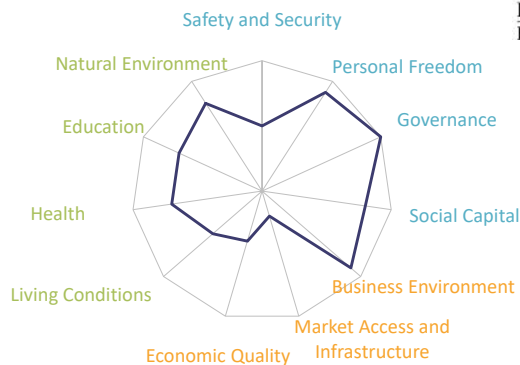 Safety and Security
Natural Environment
Personal Freedom
Education
Governance
Health
Social Capital
Living Conditions
Business Environment
Market Access and
Infrastructure
Economic Quality